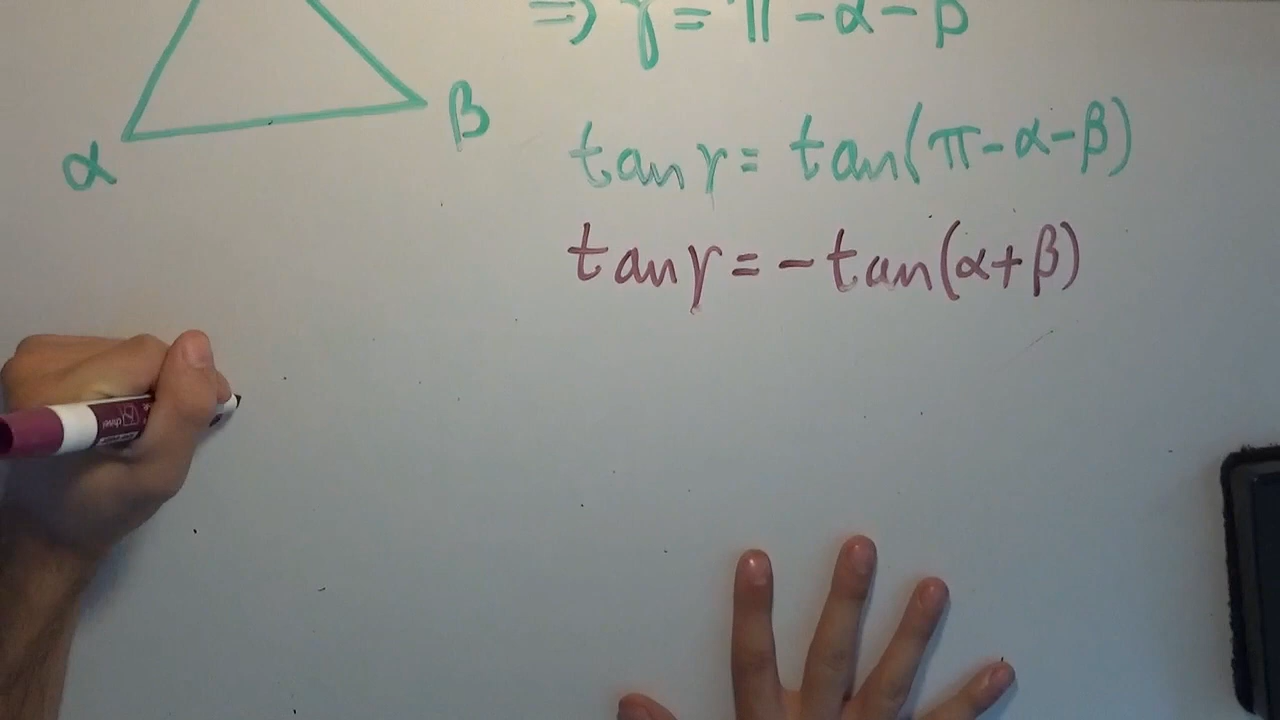 ⇒ γ = π - α - β
β
tan γ = tan(π - α - β)
α
tan γ = -tan(α + β)